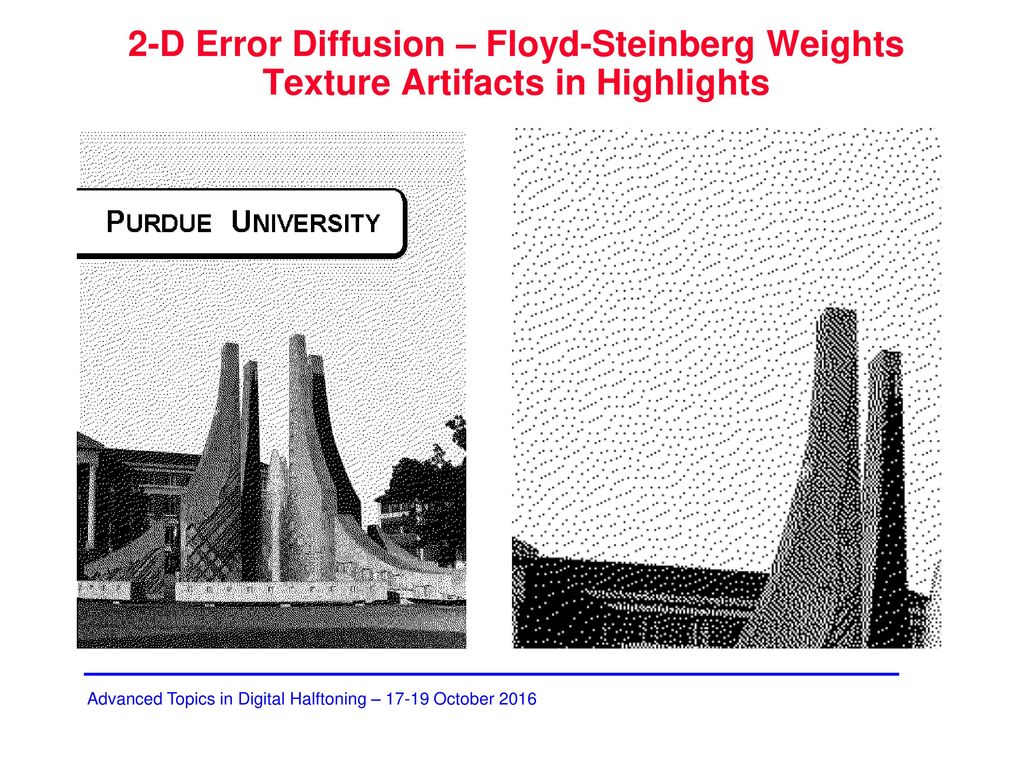 2-D Error Diffusion – Floyd-Steinberg Weights
Texture Artifacts in Highlights
PURDUE UNIVERSITY
Advanced Topics in Digital Halftoning – 17-19 October 2016